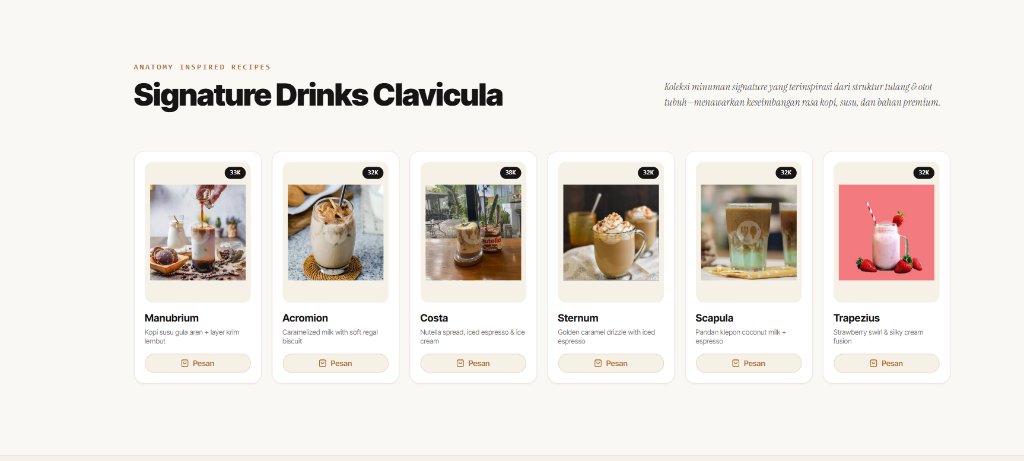 ANATOMY INSPIRED RECIPES
Signature Drinks Clavicula
Koleksi minuman signature yang terinspirasi dari struktur tulang & otot
tubuh—menawarkan keseimbangan rasa kopi, susu, dan bahan premium.
33K
32K
38K
32K
32K
32K
nutella
Manubrium
Kopi susu gula aren + layer krim
lembut
Pesan
Acromion
Caramelized milk with soft regal
biscuit
Pesan
Costa
Nutella spread, iced espresso & ice
cream
Pesan
Sternum
Golden caramel drizzle with iced
espresso
Pesan
Scapula
Pandan klepon coconut milk +
espresso
Pesan
Trapezius
Strawberry swirl & silky cream
fusion
Pesan